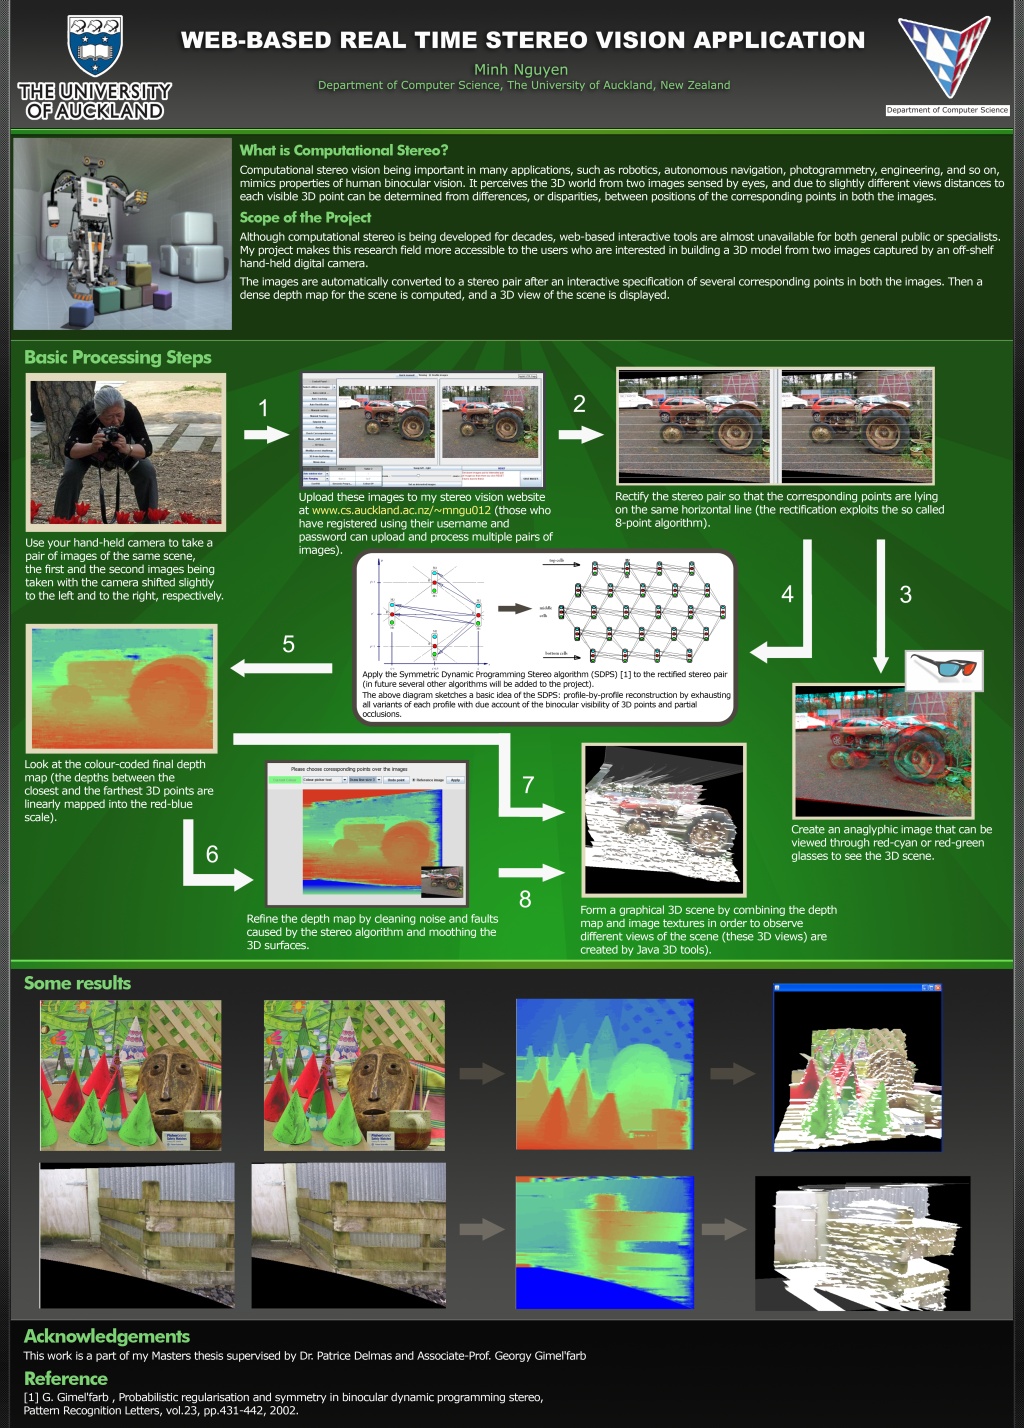 THE UNIVERSITY
OF AUCKLAND
WEB-BASED REAL TIME STEREO VISION APPLICATION
Minh Nguyen
Department of Computer Science, The University of Auckland, New Zealand
Department of Computer Science
What is Computational Stereo?
Computational stereo vision being important in many applications, such as robotics, autonomous navigation, photogrammetry, engineering, and so on,
mimics properties of human binocular vision. It perceives the 3D world from two images sensed by eyes, and due to slightly different views distances to
each visible 3D point can be determined from differences, or disparities, between positions of the corresponding points in both the images.
Scope of the Project
Although computational stereo is being developed for decades, web-based interactive tools are almost unavailable for both general public or specialists.
My project makes this research field more accessible to the users who are interested in building a 3D model from two images captured by an off-shelf
hand-held digital camera.
The images are automatically converted to a stereo pair after an interactive specification of several corresponding points in both the images. Then a
dense depth map for the scene is computed, and a 3D view of the scene is displayed.
Basic Processing Steps
1
2
Use your hand-held camera to take a
pair of images of the same scene,
the first and the second images being
taken with the camera shifted slightly
to the left and to the right, respectively.
Upload these images to my stereo vision website
at www.cs.auckland.ac.nz/~mngu012 (those who
have registered using their username and
password can upload and process multiple pairs of
images).
Rectify the stereo pair so that the corresponding points are lying
on the same horizontal line (the rectification exploits the so called
8-point algorithm).
4
3
5
top cells
middle
cells
bottom cells
Apply the Symmetric Dynamic Programming Stereo algorithm (SDPS) [1] to the rectified stereo pair
(in future several other algorithms will be added to the project).
The above diagram sketches a basic idea of the SDPS: profile-by-profile reconstruction by exhausting
all variants of each profile with due account of the binocular visibility of 3D points and partial
occlusions.
Look at the colour-coded final depth
map (the depths between the
closest and the farthest 3D points are
linearly mapped into the red-blue
scale).
6
Please choose corresponding points over the images
Undo point
Reference image
Apply
7
8
Refine the depth map by cleaning noise and faults
caused by the stereo algorithm and moothing the
3D surfaces.
Form a graphical 3D scene by combining the depth
map and image textures in order to observe
different views of the scene (these 3D views) are
created by Java 3D tools).
Create an anaglyphic image that can be
viewed through red-cyan or red-green
glasses to see the 3D scene.
Some results
Acknowledgements
This work is a part of my Masters thesis supervised by Dr. Patrice Delmas and Associate-Prof. Georgy Gimel'farb
Reference
[1] G. Gimel'farb , Probabilistic regularisation and symmetry in binocular dynamic programming stereo,
Pattern Recognition Letters, vol.23, pp.431-442, 2002.